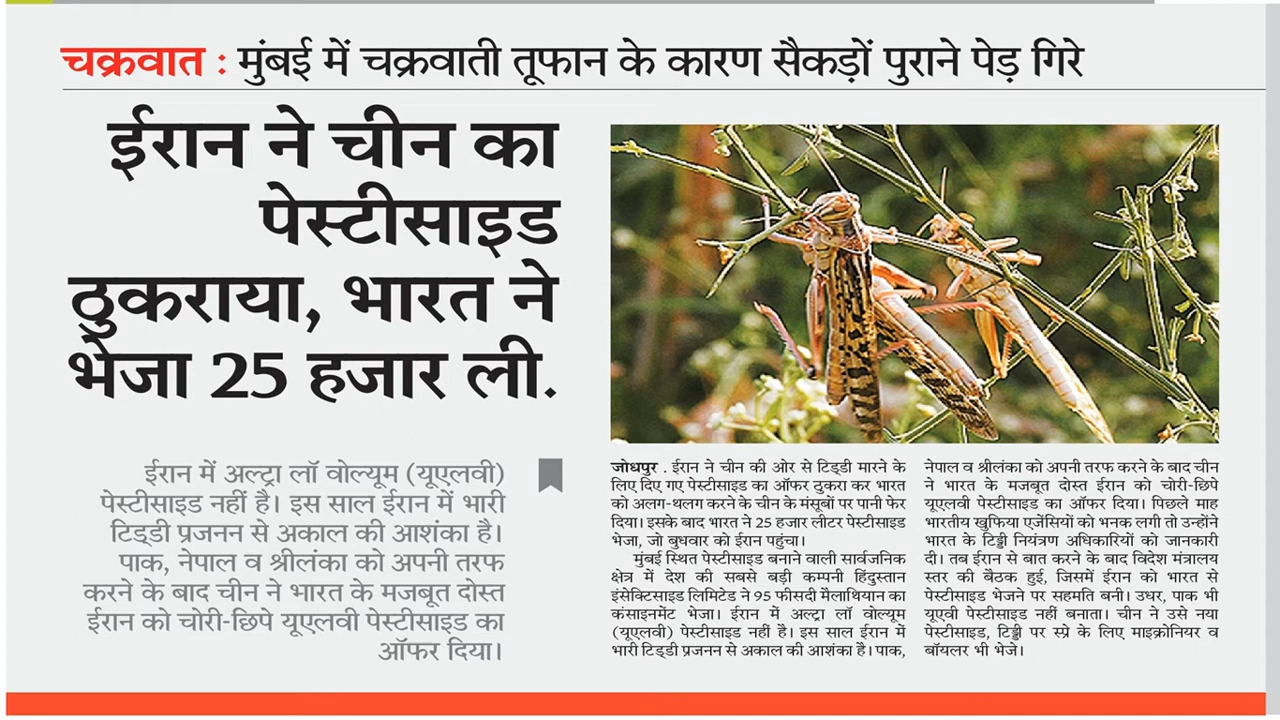 चक्रवात : मुंबई में चक्रवाती तूफान के कारण सैकड़ों पुराने पेड़ गिरे
ईरान ने चीन का
पेस्टीसाइड
ठुकराया, भारत ने
भेजा 25 हजार ली.
ईरान में अल्ट्रा लॉ वोल्यूम (यूएलवी)
पेस्टीसाइड नहीं है। इस साल ईरान में भारी
टिड्डी प्रजनन से अकाल की आशंका है।
पाक, नेपाल व श्रीलंका को अपनी तरफ
करने के बाद चीन ने भारत के मजबूत दोस्त
ईरान को चोरी-छिपे यूएलवी पेस्टीसाइड का
ऑफर दिया।
जोधपुर . ईरान ने चीन की ओर से टिड्डी मारने के
लिए दिए गए पेस्टीसाइड का ऑफर ठुकरा कर भारत
को अलग-थलग करने के चीन के मंसूबों पर पानी फेर
दिया। इसके बाद भारत ने 25 हजार लीटर पेस्टीसाइड
भेजा, जो बुधवार को ईरान पहुंचा।
मुंबई स्थित पेस्टिसाइड बनाने वाली सार्वजनिक
क्षेत्र में देश की सबसे बड़ी कम्पनी हिंदुस्तान
इंसेक्टिसाइड लिमिटेड ने 95 फीसदी मैलाथियान का
कंसाइनमेंट भेजा। ईरान में अल्ट्रा लॉ वोल्यूम
(यूएलवी) पेस्टीसाइड नहीं है। इस साल ईरान में
भारी टिड्डी प्रजनन से अकाल की आशंका है। पाक,
नेपाल व श्रीलंका को अपनी तरफ करने के बाद चीन
ने भारत के मजबूत दोस्त ईरान को चोरी-छिपे
यूएलवी पेस्टीसाइड का ऑफर दिया। पिछले माह
भारतीय खुफिया एजेंसियों को भनक लगी तो उन्होंने
भारत के टिड्डी नियंत्रण अधिकारियों को जानकारी
दी। तब ईरान से बात करने के बाद विदेश मंत्रालय
स्तर की बैठक हुई, जिसमें ईरान को भारत से
पेस्टीसाइड भेजने पर सहमति बनी। उधर, पाक भी
यूएवी पेस्टीसाइड नहीं बनाता। चीन ने उसे नया
पेस्टीसाइड, टिड्डी पर स्प्रे के लिए माइक्रोनियर व
बॉयलर भी भेजे।